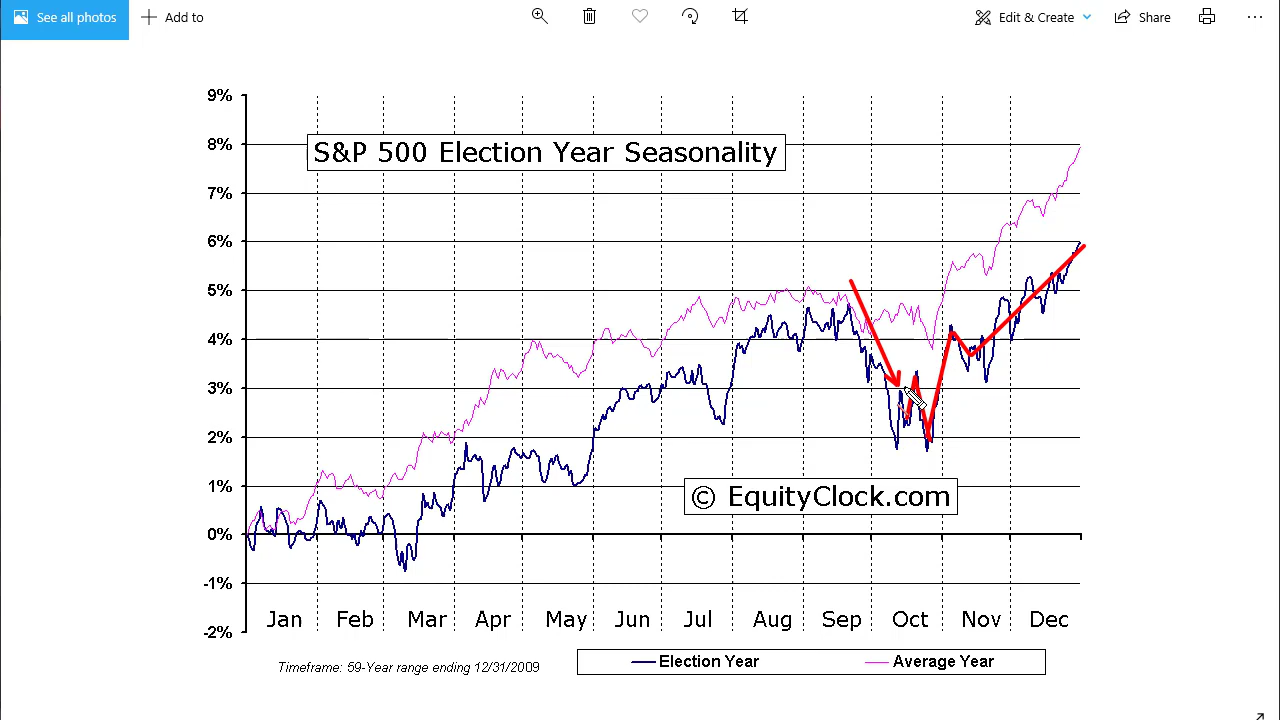 See all photos
Add to
Edit & Create
Share
9%
8%
7%
6%
5%
4%
3%
2%
1%
0%
-1%
-2%
S&P 500 Election Year Seasonality
© EquityClock.com
Jan Feb Mar Apr May Jun Jul Aug Sep Oct Nov Dec
Timeframe: 59-Year range ending 12/31/2009
Election Year Average Year